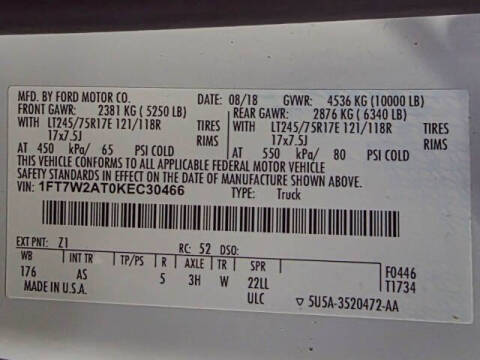 MFD. BY FORD MOTOR CO. DATE: 08/18 GVWR: 4536 KG (10000 LB)
FRONT GAWR: 2381 KG ( 5250 LB) REAR GAWR: 2876 KG ( 6340 LB)
WITH LT245/75R17E 121/118R TIRES WITH LT245/75R17E 121/118R TIRES
17x7.5J RIMS 17x7.5J RIMS
AT 450 kPa/ 65 PSI COLD AT 550 kPa/ 80 PSI COLD
THIS VEHICLE CONFORMS TO ALL APPLICABLE FEDERAL MOTOR VEHICLE
SAFETY STANDARDS IN EFFECT ON THE DATE OF MANUFACTURE SHOWN ABOVE.
VIN: 1FT7W2AT0KEC30466 TYPE: Truck
EXT PNT: Z1 RC: 52 DSO:
WB INT TR TP/PS R AXLE TR SPR F0446
176 AS 5 3H W 22LL T1734
MADE IN U.S.A. ULC ▽ 5U5A-3520472-AA